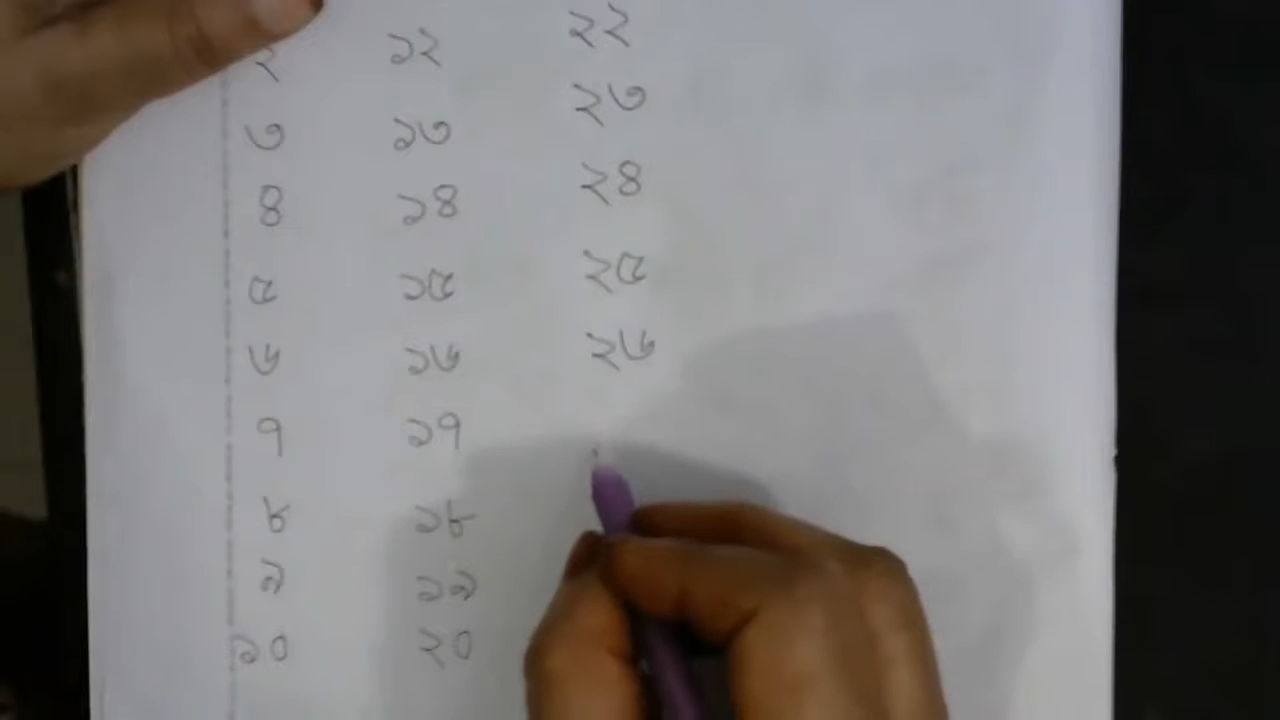 ২ ১২ ২২
৩ ১৩ ২৩
৪ ১৪ ২৪
৫ ১৫ ২৫
৬ ১৬ ২৬
৭ ১৭
৮ ১৮
৯ ১৯
১০ ২০